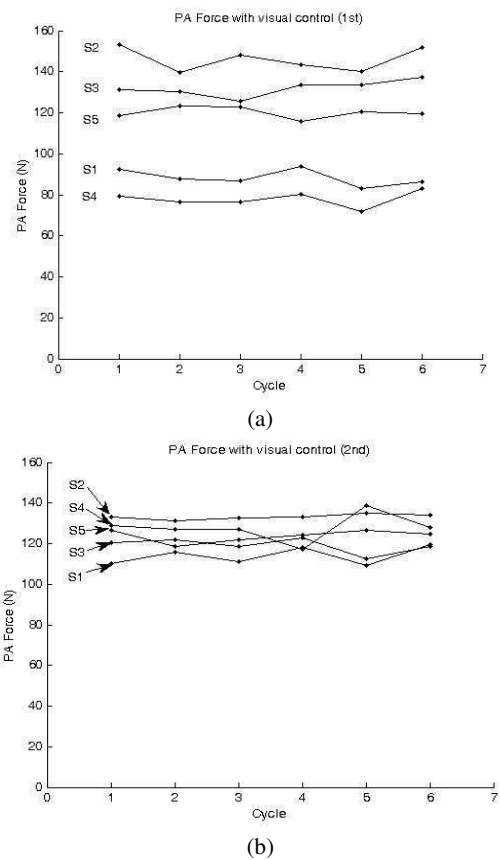 PA Force with visual control (1st)
160
S2
140
S3
120
S5
100
S1
80
S4
60
40
20
0
PA Force (N)
0 1 2 3 4 5 6 7
Cycle
(a)
PA Force with visual control (2nd)
160
S2
140
S4
S5
120
S3
S1
100
80
60
40
20
0
PA Force (N)
0 1 2 3 4 5 6 7
Cycle
(b)